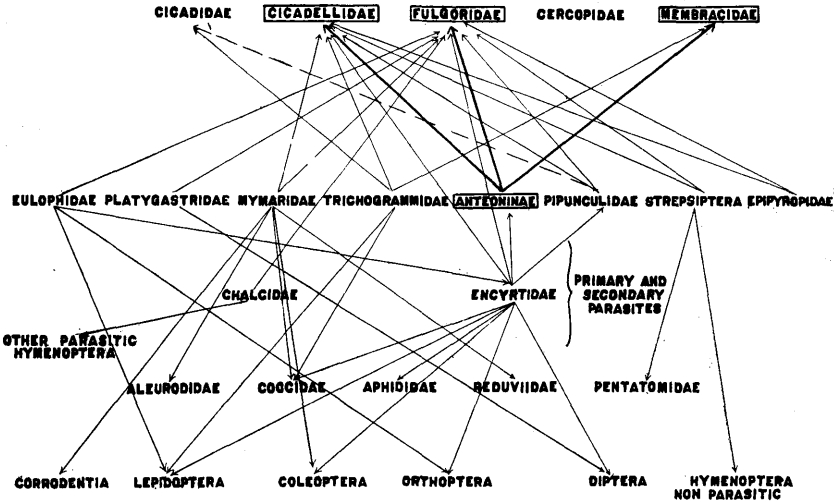 CICADIDAE CICADELLIDAE FULGORIDAE CERCOPIDAE MEMBRACIDAE
EULOPHIDAE PLATYGASTRIDAE MYMARIDAE TRICHOGRAMMIDAE ANTEONINAE PIPUNCULIDAE STREPSIPTERA EPIPYROPIDAE
CHALCIDAE ENCYRTIDAE PRIMARY AND
SECONDARY
PARASITES
OTHER PARASITIC
HYMENOPTERA
ALEURODIDAE COCCIDAE APHIDIDAE REDUVIIDAE PENTATOMIDAE
CORRODENTIA LEPIDOPTERA COLEOPTERA ORTHOPTERA DIPTERA HYMENOPTERA
NON PARASITIC